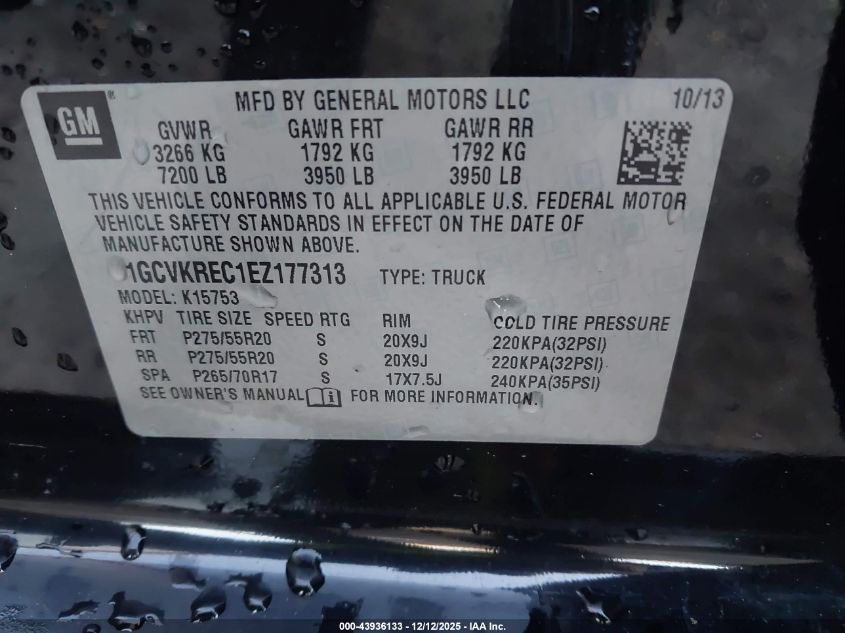 GM ® MFD BY GENERAL MOTORS LLC 10/13
GVWR GAWR FRT GAWR RR
3266 KG 1792 KG 1792 KG
7200 LB 3950 LB 3950 LB
THIS VEHICLE CONFORMS TO ALL APPLICABLE U.S. FEDERAL MOTOR
VEHICLE SAFETY STANDARDS IN EFFECT ON THE DATE OF
MANUFACTURE SHOWN ABOVE.
1GCVKREC1EZ177313 TYPE: TRUCK
MODEL: K15753
KHPV TIRE SIZE SPEED RTG RIM COLD TIRE PRESSURE
FRT P275/55R20 S 20X9J 220KPA(32PSI)
RR P275/55R20 S 20X9J 220KPA(32PSI)
SPA P265/70R17 S 17X7.5J 240KPA(35PSI)
SEE OWNER'S MANUAL FOR MORE INFORMATION.
000-43936133 - 12/12/2025 - IAA Inc.